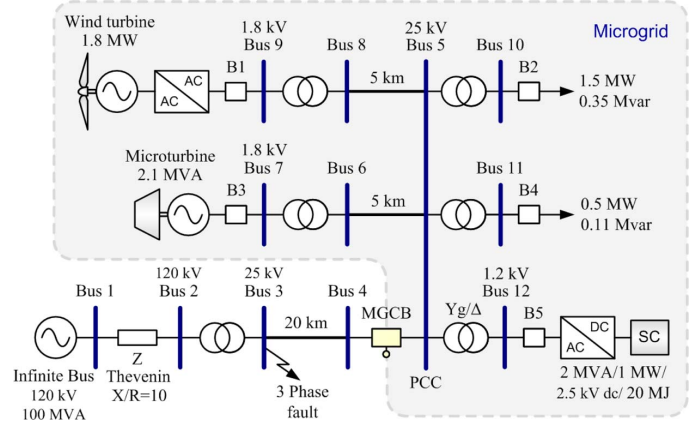 Wind turbine
1.8 MW
1.8 kV
Bus 9
Bus 8
25 kV
Bus 5
Bus 10
Microgrid
AC
AC
B1
5 km
B2
1.5 MW
0.35 Mvar
Microturbine
2.1 MVA
1.8 kV
Bus 7
Bus 6
Bus 11
B3
5 km
B4
0.5 MW
0.11 Mvar
Bus 1
120 kV
Bus 2
25 kV
Bus 3
Bus 4
MGCB
Yg/Δ
1.2 kV
Bus 12
B5
20 km
DC
AC
SC
Z
Thevenin
X/R=10
Infinite Bus
120 kV
100 MVA
3 Phase
fault
PCC
2 MVA/1 MW/
2.5 kV dc/ 20 MJ